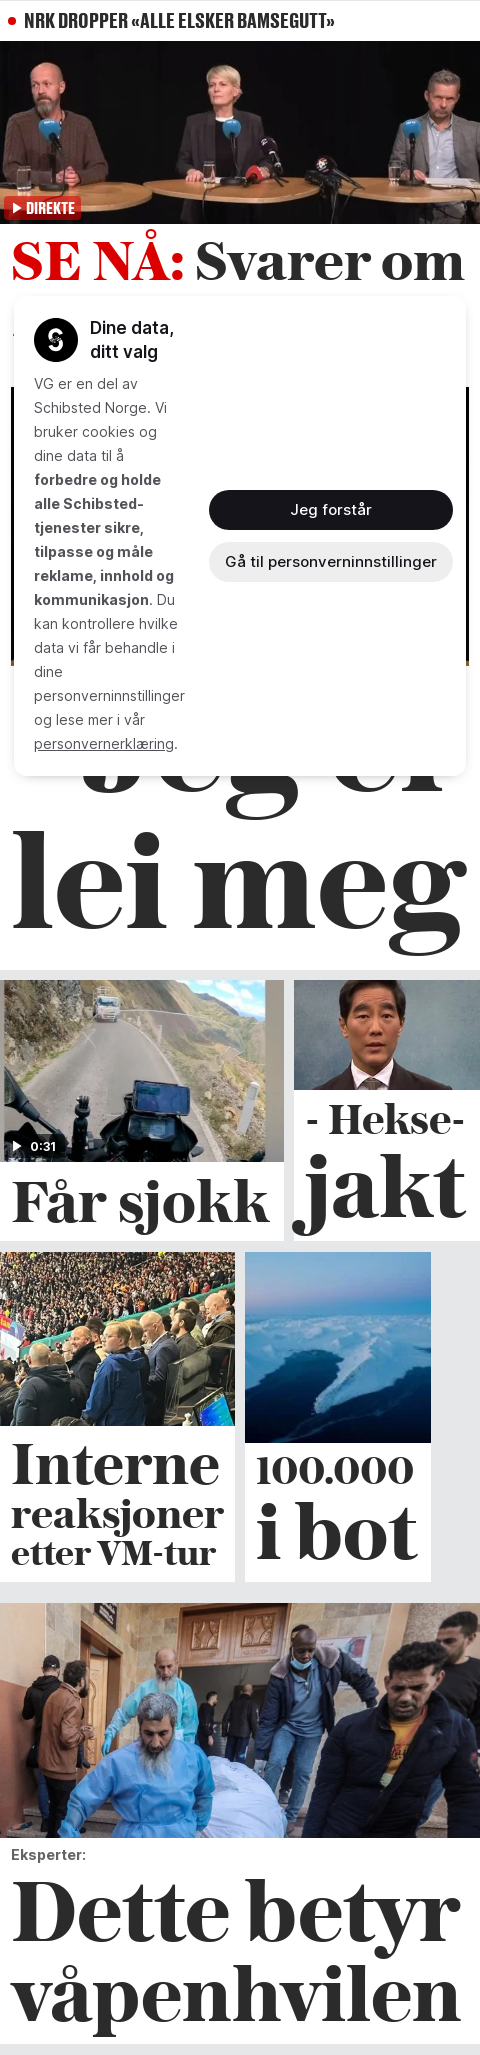 NRK DROPPER «ALLE ELSKER BAMSEGUTT»
DIREKTE
SE NÅ: Svarer om
Dine data,
ditt valg
VG er en del av
Schibsted Norge. Vi
bruker cookies og
dine data til å
forbedre og holde
alle Schibsted-
tjenester sikre,
tilpasse og måle
reklame, innhold og
kommunikasjon. Du
kan kontrollere hvilke
data vi får behandle i
dine
personverninnstillinger
og lese mer i vår
personvernerklæring.
Jeg forstår
Gå til personverninnstillinger
Jeg er
lei meg
0:31
Får sjokk
- Hekse-
jakt
Interne
reaksjoner
etter VM-tur
100.000
i bot
Eksperter:
Dette betyr
våpenhvilen